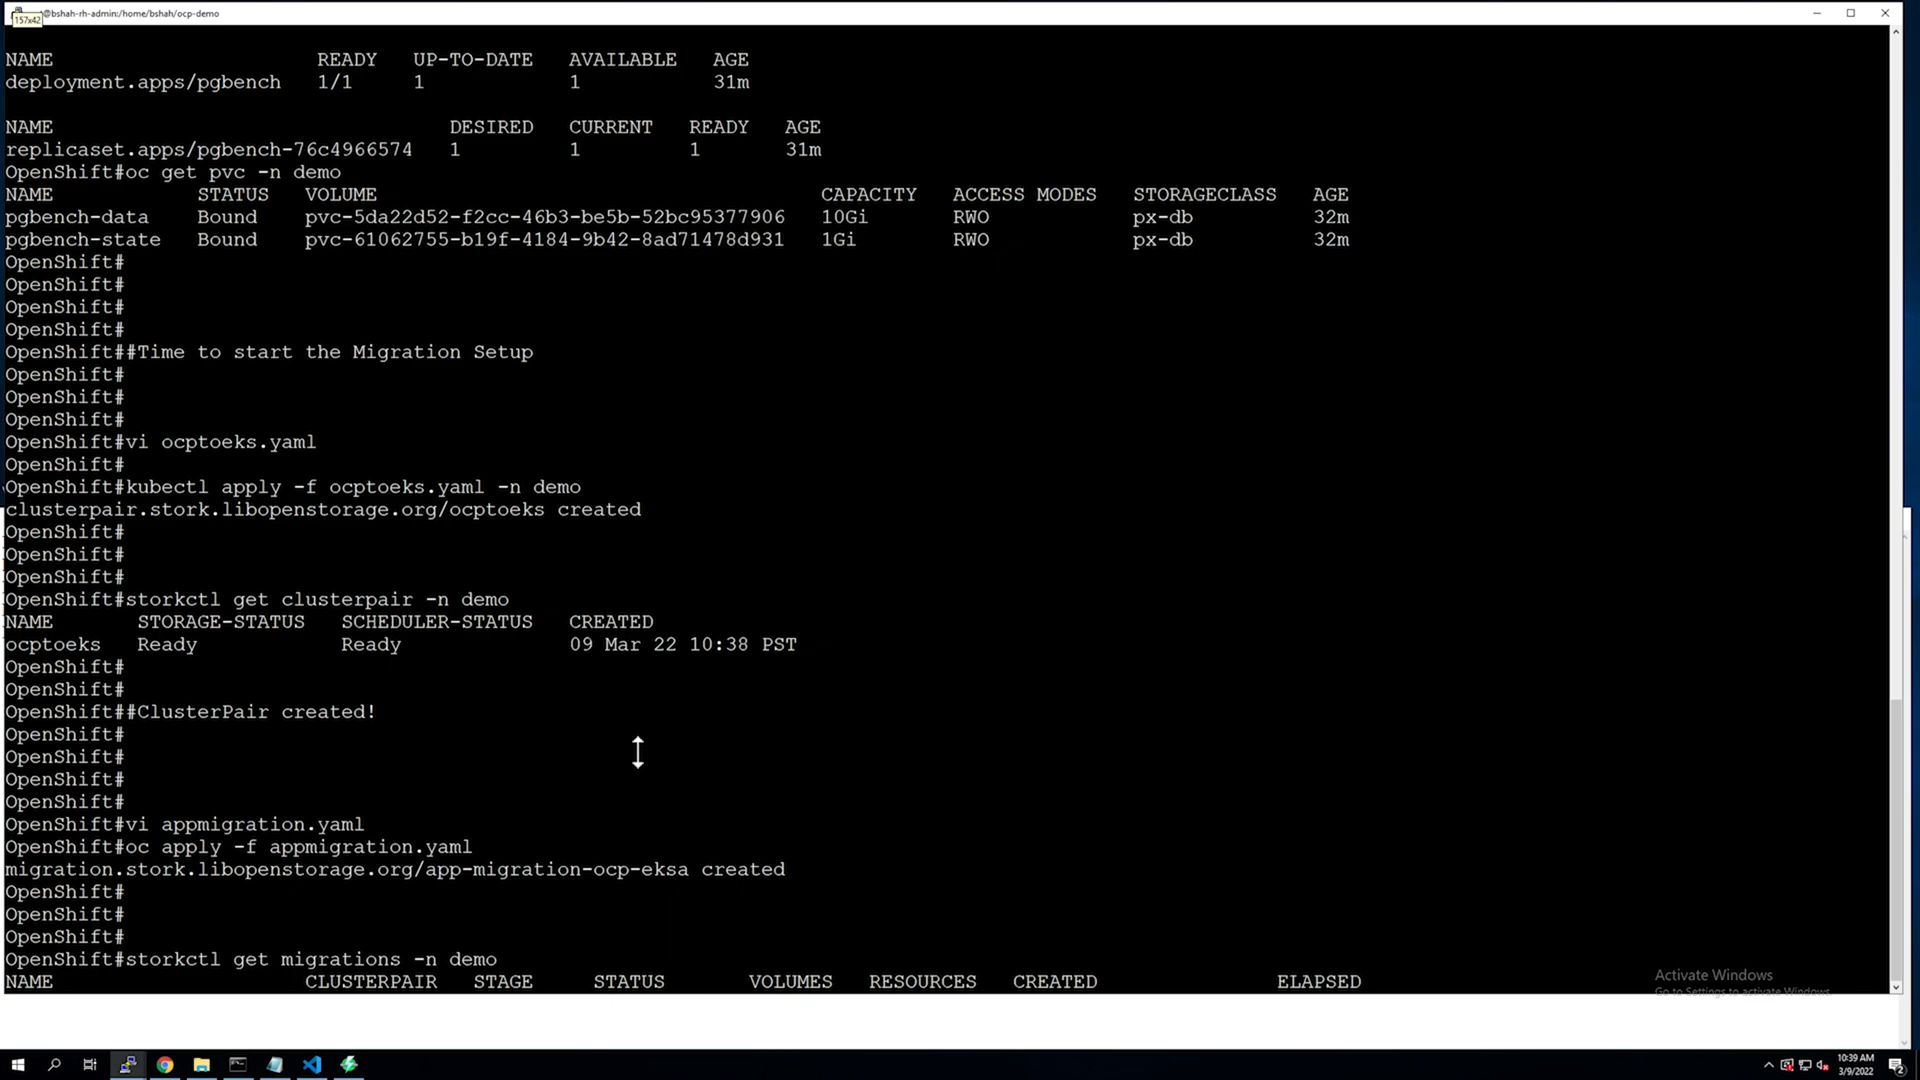 157x42
@bshah-rh-admin:/home/bshah/ocp-demo
NAME READY UP-TO-DATE AVAILABLE AGE
deployment.apps/pgbench 1/1 1 1 31m
NAME DESIRED CURRENT READY AGE
replicaset.apps/pgbench-76c4966574 1 1 1 31m
OpenShift#oc get pvc -n demo
NAME STATUS VOLUME CAPACITY ACCESS MODES STORAGECLASS AGE
pgbench-data Bound pvc-5da22d52-f2cc-46b3-be5b-52bc95377906 10Gi RWO px-db 32m
pgbench-state Bound pvc-61062755-b19f-4184-9b42-8ad71478d931 1Gi RWO px-db 32m
OpenShift#
OpenShift#
OpenShift#
OpenShift#
OpenShift##Time to start the Migration Setup
OpenShift#
OpenShift#
OpenShift#
OpenShift#vi ocptoeks.yaml
OpenShift#
OpenShift#kubectl apply -f ocptoeks.yaml -n demo
clusterpair.stork.libopenstorage.org/ocptoeks created
OpenShift#
OpenShift#
OpenShift#
OpenShift#storkctl get clusterpair -n demo
NAME STORAGE-STATUS SCHEDULER-STATUS CREATED
ocptoeks Ready Ready 09 Mar 22 10:38 PST
OpenShift#
OpenShift#
OpenShift##ClusterPair created!
OpenShift#
OpenShift#
OpenShift#
OpenShift#
OpenShift#vi appmigration.yaml
OpenShift#oc apply -f appmigration.yaml
migration.stork.libopenstorage.org/app-migration-ocp-eksa created
OpenShift#
OpenShift#
OpenShift#
OpenShift#storkctl get migrations -n demo
NAME CLUSTERPAIR STAGE STATUS VOLUMES RESOURCES CREATED ELAPSED
Activate Windows
Go to Settings to activate Windows.
10:39 AM
3/9/2022
2